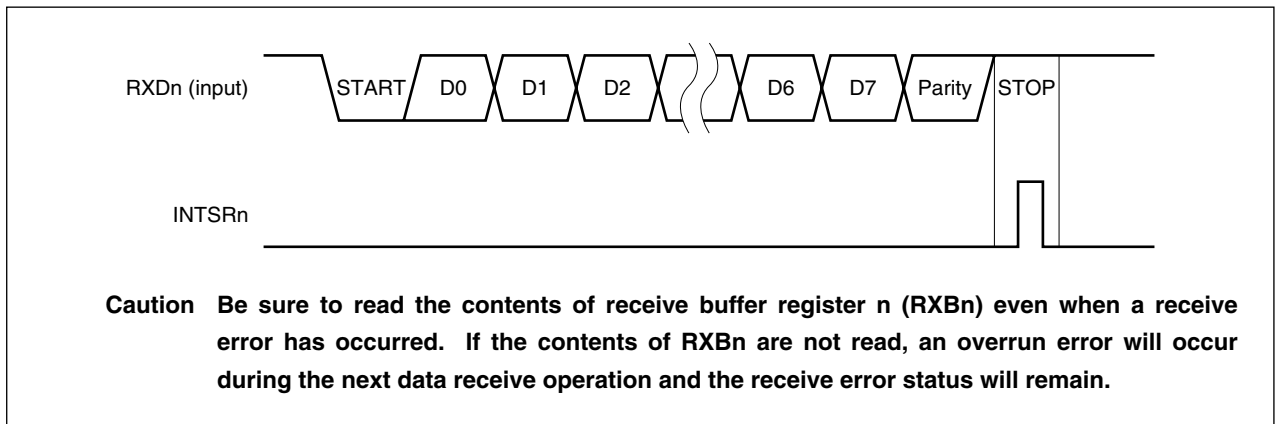 RXDn (input) START D0 D1 D2 D6 D7 Parity STOP
INTSRn
Caution Be sure to read the contents of receive buffer register n (RXBn) even when a receive
error has occurred. If the contents of RXBn are not read, an overrun error will occur
during the next data receive operation and the receive error status will remain.